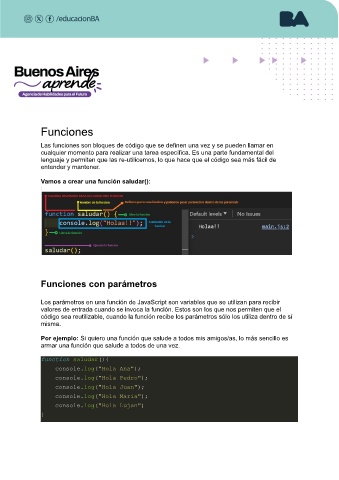 /educacionBA
BA
Buenos Aires
aprende
Agencia de Habilidades para el Futuro
Funciones
Las funciones son bloques de código que se definen una vez y se pueden llamar en
cualquier momento para realizar una tarea específica. Es una parte fundamental del
lenguaje y permiten que las re-utilicemos, lo que hace que el código sea más fácil de
entender y mantener.
Vamos a crear una función saludar():
function saludar() {
console.log("Holaa!!");
}
saludar();
Default levels ▾ No Issues
Holaa!! main.js:2
Funciones con parámetros
Los parámetros en una función de JavaScript son variables que se utilizan para recibir
valores de entrada cuando se invoca la función. Estos son los que nos permiten que el
código sea reutilizable, cuando la función recibe los parámetros sólo los utiliza dentro de sí
misma.
Por ejemplo: Si quiero una función que salude a todos mis amigos/as, lo más sencillo es
armar una función que salude a todos de una vez.
function saludar(){
console.log("Hola Ana");
console.log("Hola Pedro");
console.log("Hola Juan");
console.log("Hola Maria");
console.log("Hola Lujan")
}